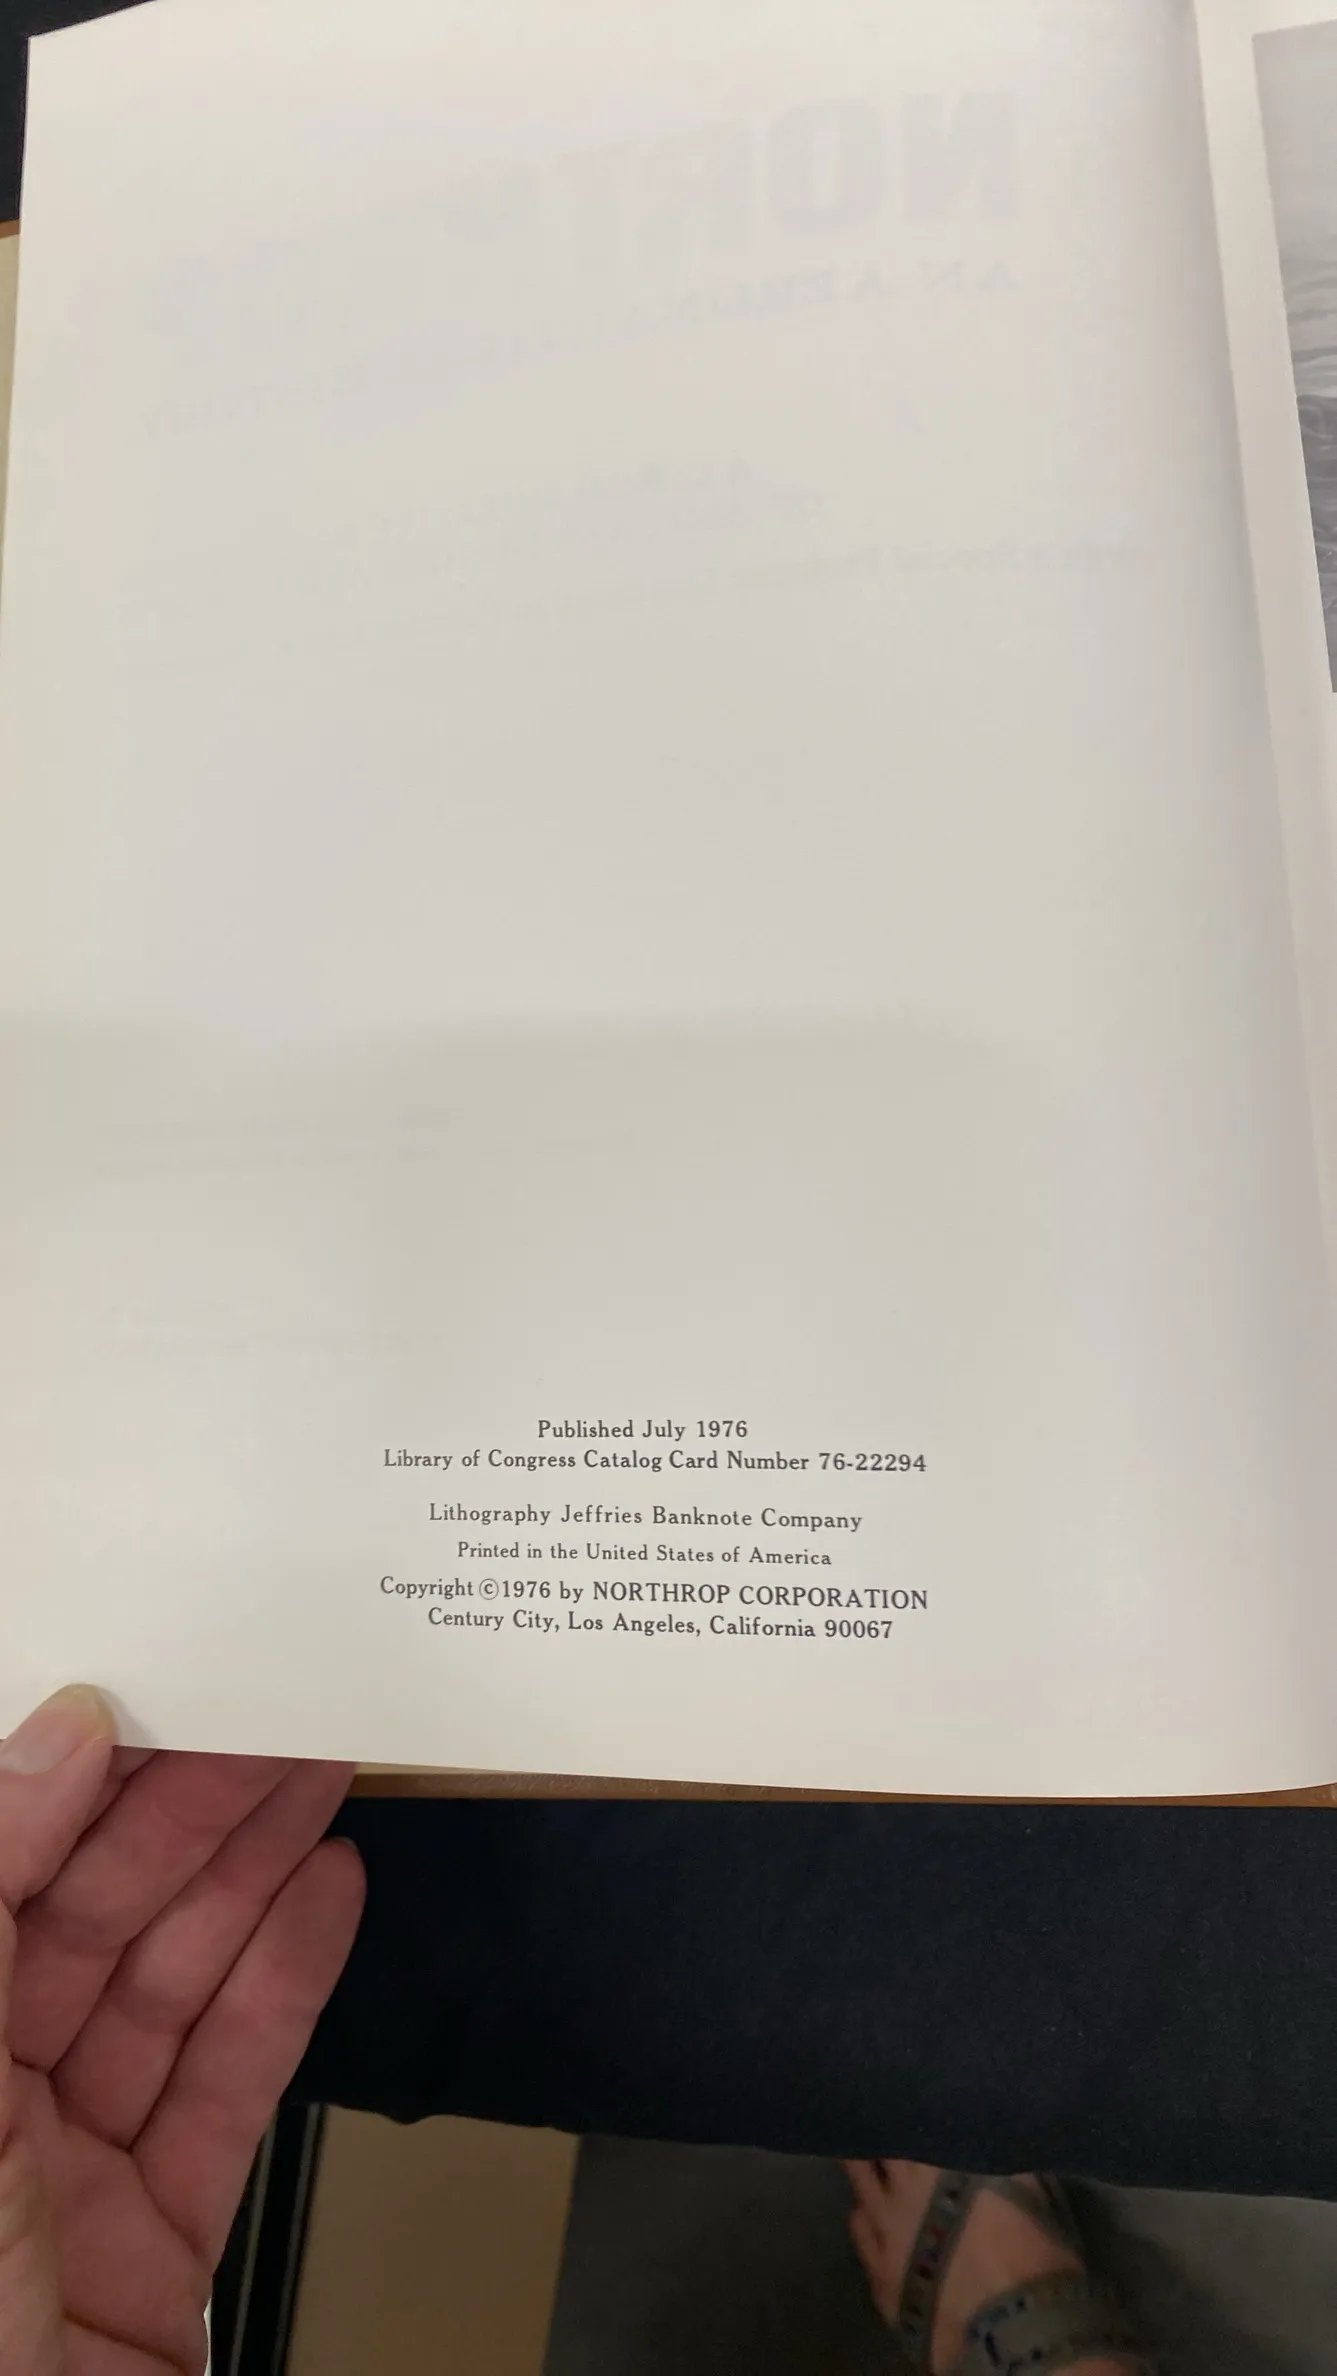 Published July 1976
Library of Congress Catalog Card Number 76-22294
Lithography Jeffries Banknote Company
Printed in the United States of America
Copyright ©1976 by NORTHROP CORPORATION
Century City, Los Angeles, California 90067